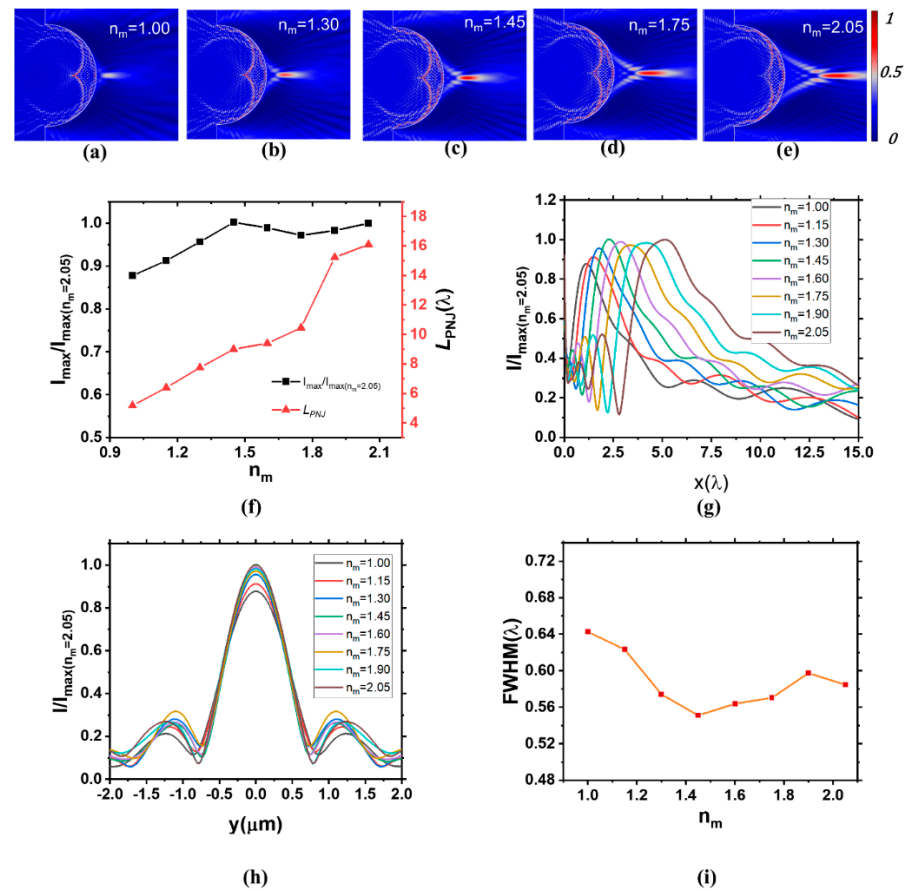 n_m=1.00
n_m=1.30
n_m=1.45
n_m=1.75
n_m=2.05
1
0.5
0
(a)
(b)
(c)
(d)
(e)
I_max/I_max(n_m=2.05)
1.0
0.9
0.8
0.7
0.6
0.5
18
16
14
12
10
8
6
4
L_PNJ(λ)
I_max/I_max(n_m=2.05)
L_PNJ
0.9 1.2 1.5 1.8 2.1
n_m
(f)
I/I_max(n_m=2.05)
1.2
1.0
0.8
0.6
0.4
0.2
0.0
n_m=1.00
n_m=1.15
n_m=1.30
n_m=1.45
n_m=1.60
n_m=1.75
n_m=1.90
n_m=2.05
0.0 2.5 5.0 7.5 10.0 12.5 15.0
x(λ)
(g)
I/I_max(n_m=2.05)
1.0
0.8
0.6
0.4
0.2
0.0
n_m=1.00
n_m=1.15
n_m=1.30
n_m=1.45
n_m=1.60
n_m=1.75
n_m=1.90
n_m=2.05
-2.0 -1.5 -1.0 -0.5 0.0 0.5 1.0 1.5 2.0
y(μm)
(h)
FWHM(λ)
0.72
0.68
0.64
0.60
0.56
0.52
0.48
1.0 1.2 1.4 1.6 1.8 2.0
n_m
(i)